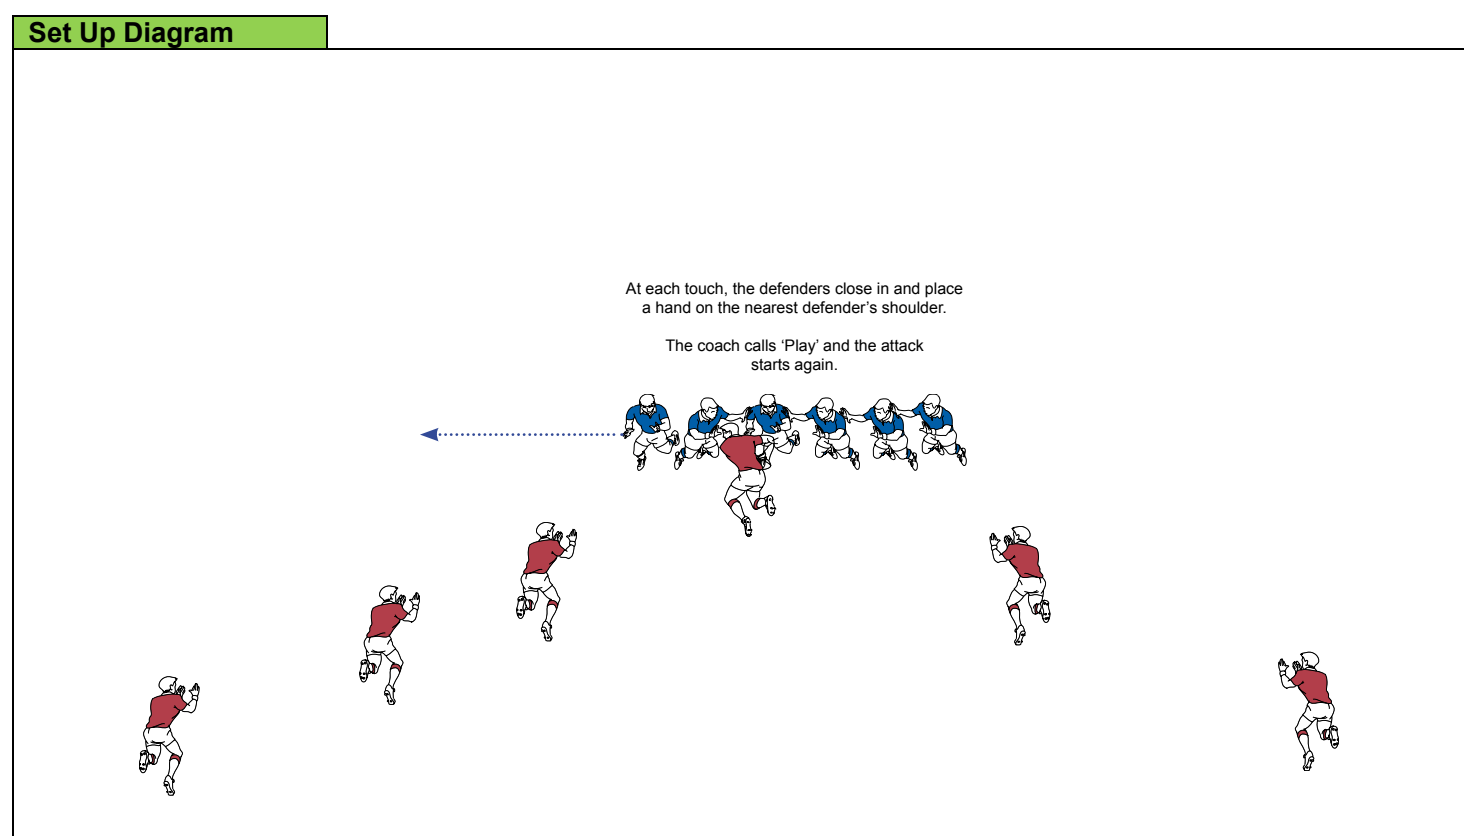 Set Up Diagram
At each touch, the defenders close in and place
a hand on the nearest defender’s shoulder.
The coach calls ‘Play’ and the attack
starts again.